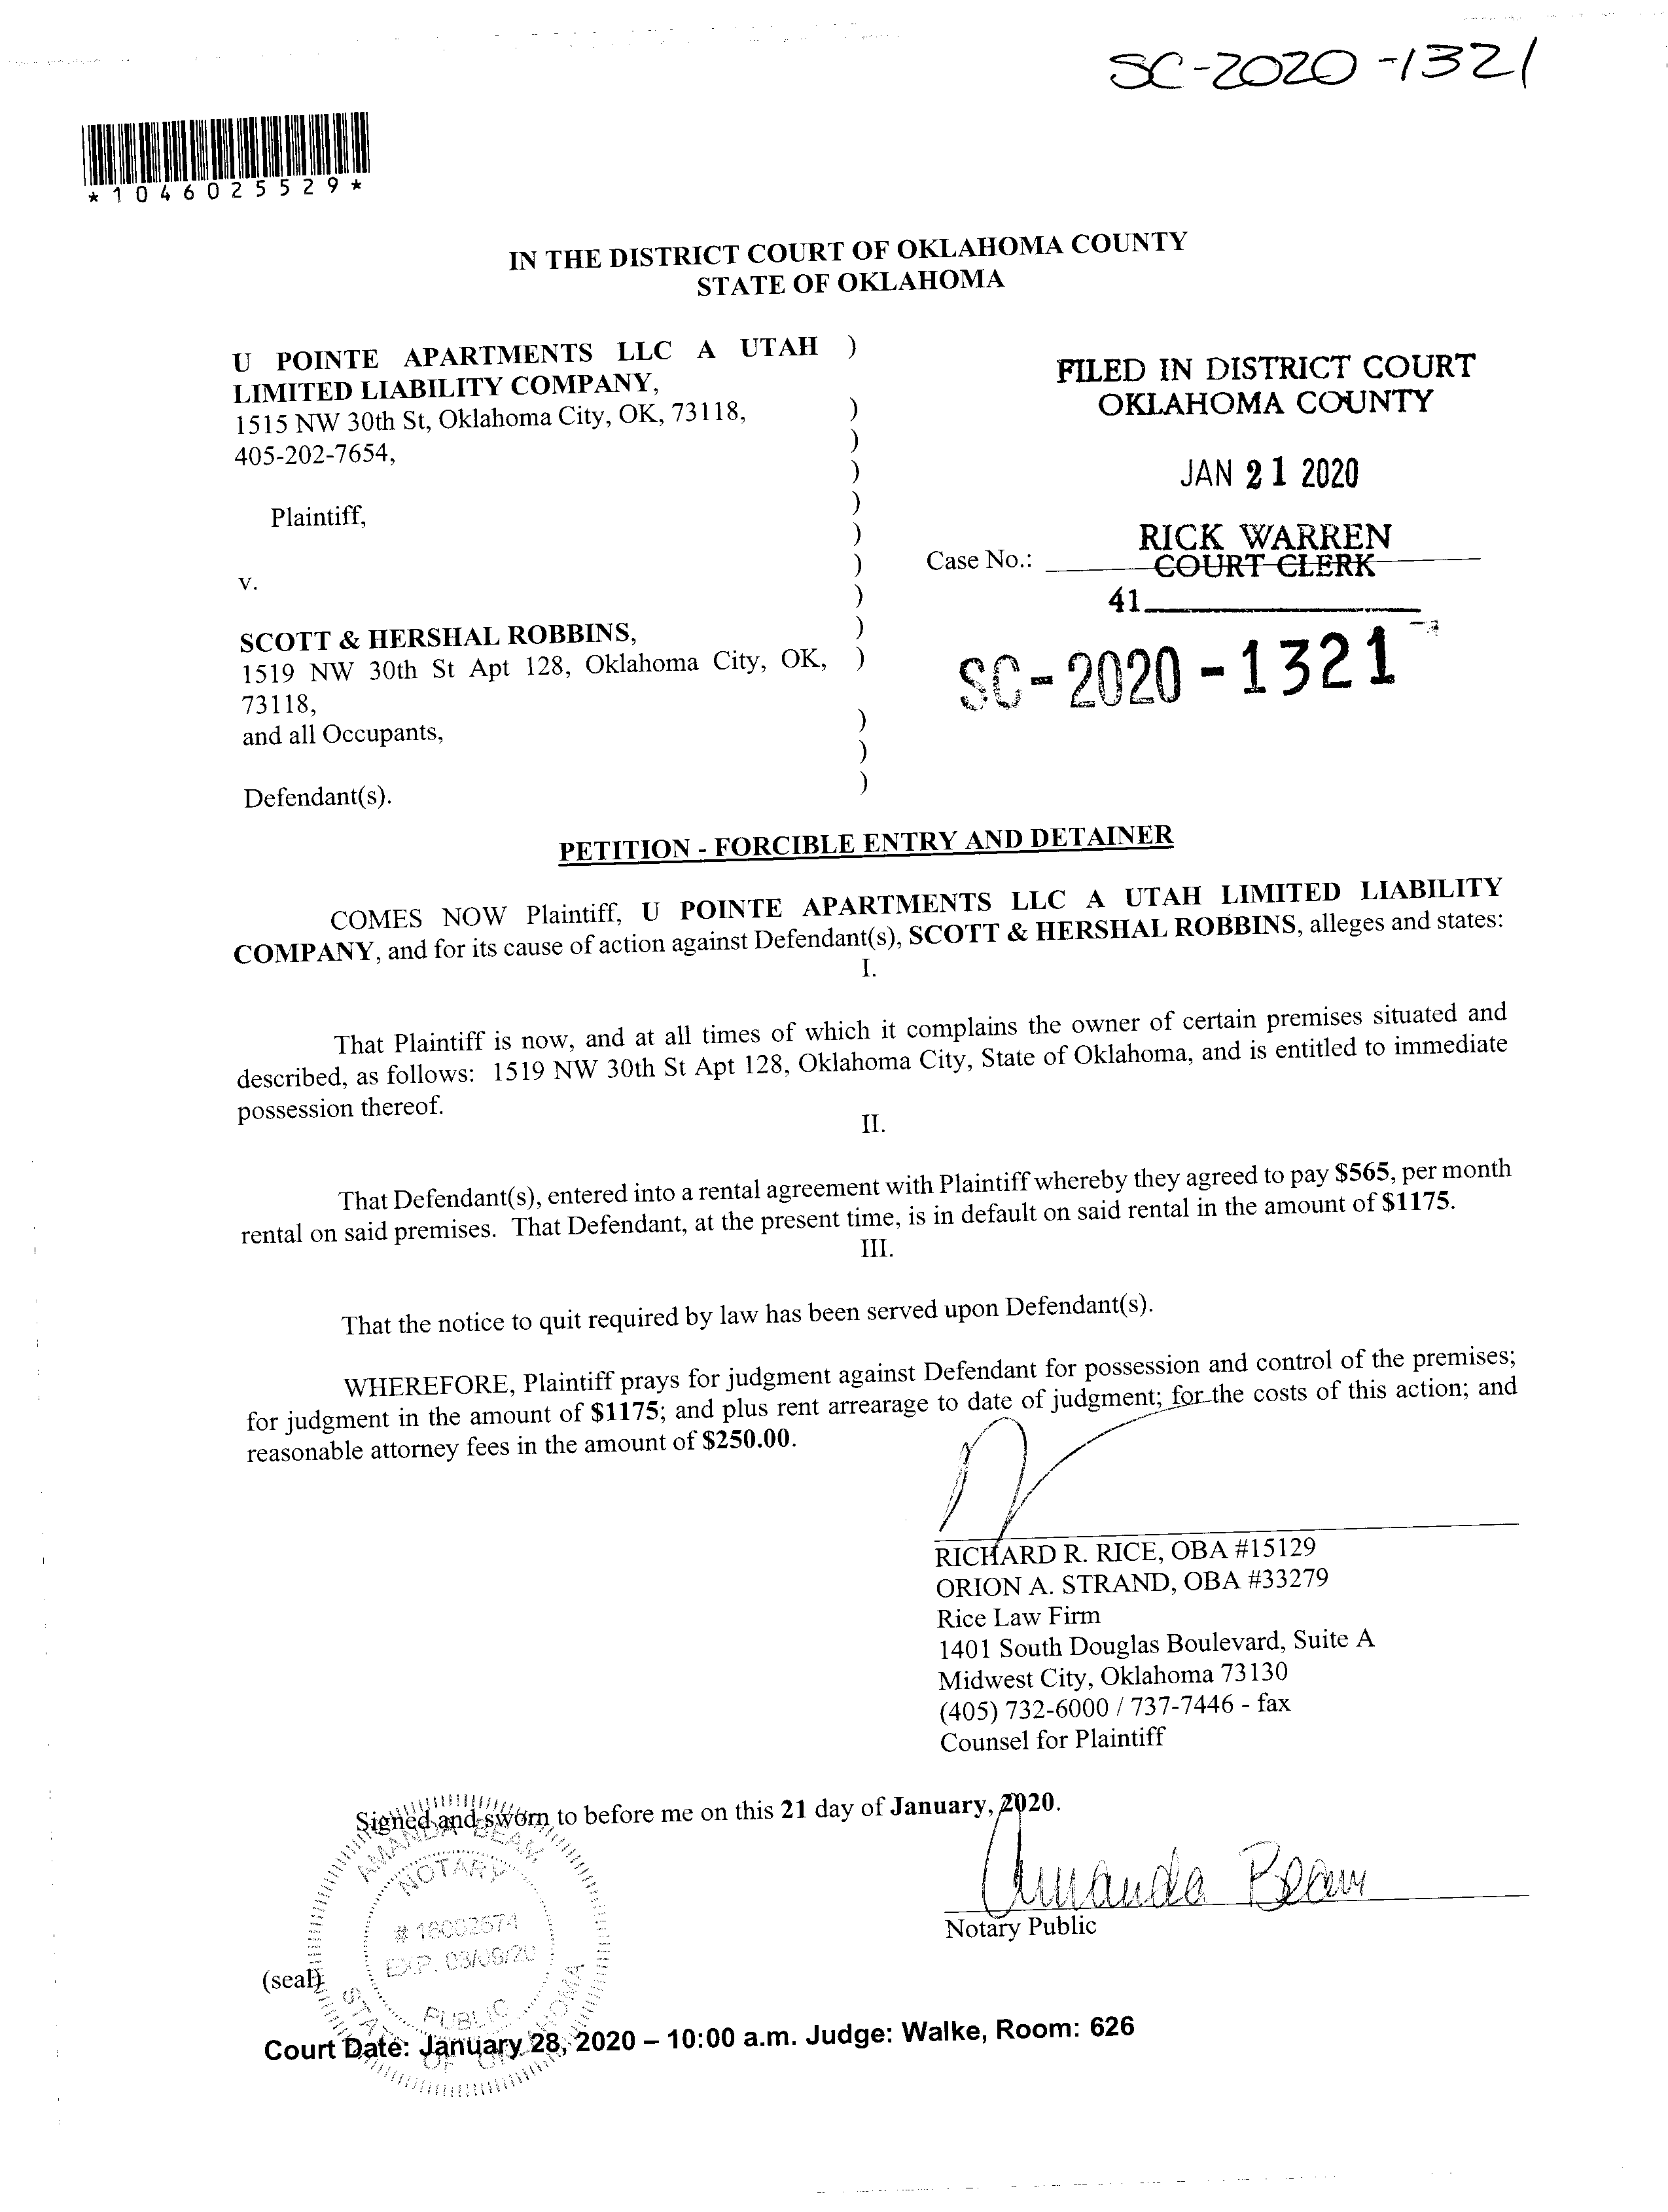 SC-2020-1321
*1046025529*
IN THE DISTRICT COURT OF OKLAHOMA COUNTY
STATE OF OKLAHOMA
U POINTE APARTMENTS LLC A UTAH )
LIMITED LIABILITY COMPANY,
1515 NW 30th St, Oklahoma City, OK, 73118, )
405-202-7654, )
)
Plaintiff, )
)
)
v. )
)
SCOTT & HERSHAL ROBBINS, )
1519 NW 30th St Apt 128, Oklahoma City, OK, )
73118,
and all Occupants, )
)
Defendant(s). )
FILED IN DISTRICT COURT
OKLAHOMA COUNTY
JAN 21 2020
RICK WARREN
Case No.: COURT CLERK
41
SC-2020-1321
PETITION - FORCIBLE ENTRY AND DETAINER
COMES NOW Plaintiff, U POINTE APARTMENTS LLC A UTAH LIMITED LIABILITY
COMPANY, and for its cause of action against Defendant(s), SCOTT & HERSHAL ROBBINS, alleges and states:
I.
That Plaintiff is now, and at all times of which it complains the owner of certain premises situated and
described, as follows: 1519 NW 30th St Apt 128, Oklahoma City, State of Oklahoma, and is entitled to immediate
possession thereof.
II.
That Defendant(s), entered into a rental agreement with Plaintiff whereby they agreed to pay $565, per month
rental on said premises. That Defendant, at the present time, is in default on said rental in the amount of $1175.
III.
That the notice to quit required by law has been served upon Defendant(s).
WHEREFORE, Plaintiff prays for judgment against Defendant for possession and control of the premises;
for judgment in the amount of $1175; and plus rent arrearage to date of judgment; for the costs of this action; and
reasonable attorney fees in the amount of $250.00.
RICHARD R. RICE, OBA #15129
ORION A. STRAND, OBA #33279
Rice Law Firm
1401 South Douglas Boulevard, Suite A
Midwest City, Oklahoma 73130
(405) 732-6000 / 737-7446 - fax
Counsel for Plaintiff
Signed and sworn to before me on this 21 day of January, 2020.
Amanda Beam
Notary Public
AMANDA BEAM
NOTARY
# 16002574
EXP. 03/09/20
PUBLIC
STATE OF OKLAHOMA
(seal)
Court Date: January 28, 2020 – 10:00 a.m. Judge: Walke, Room: 626